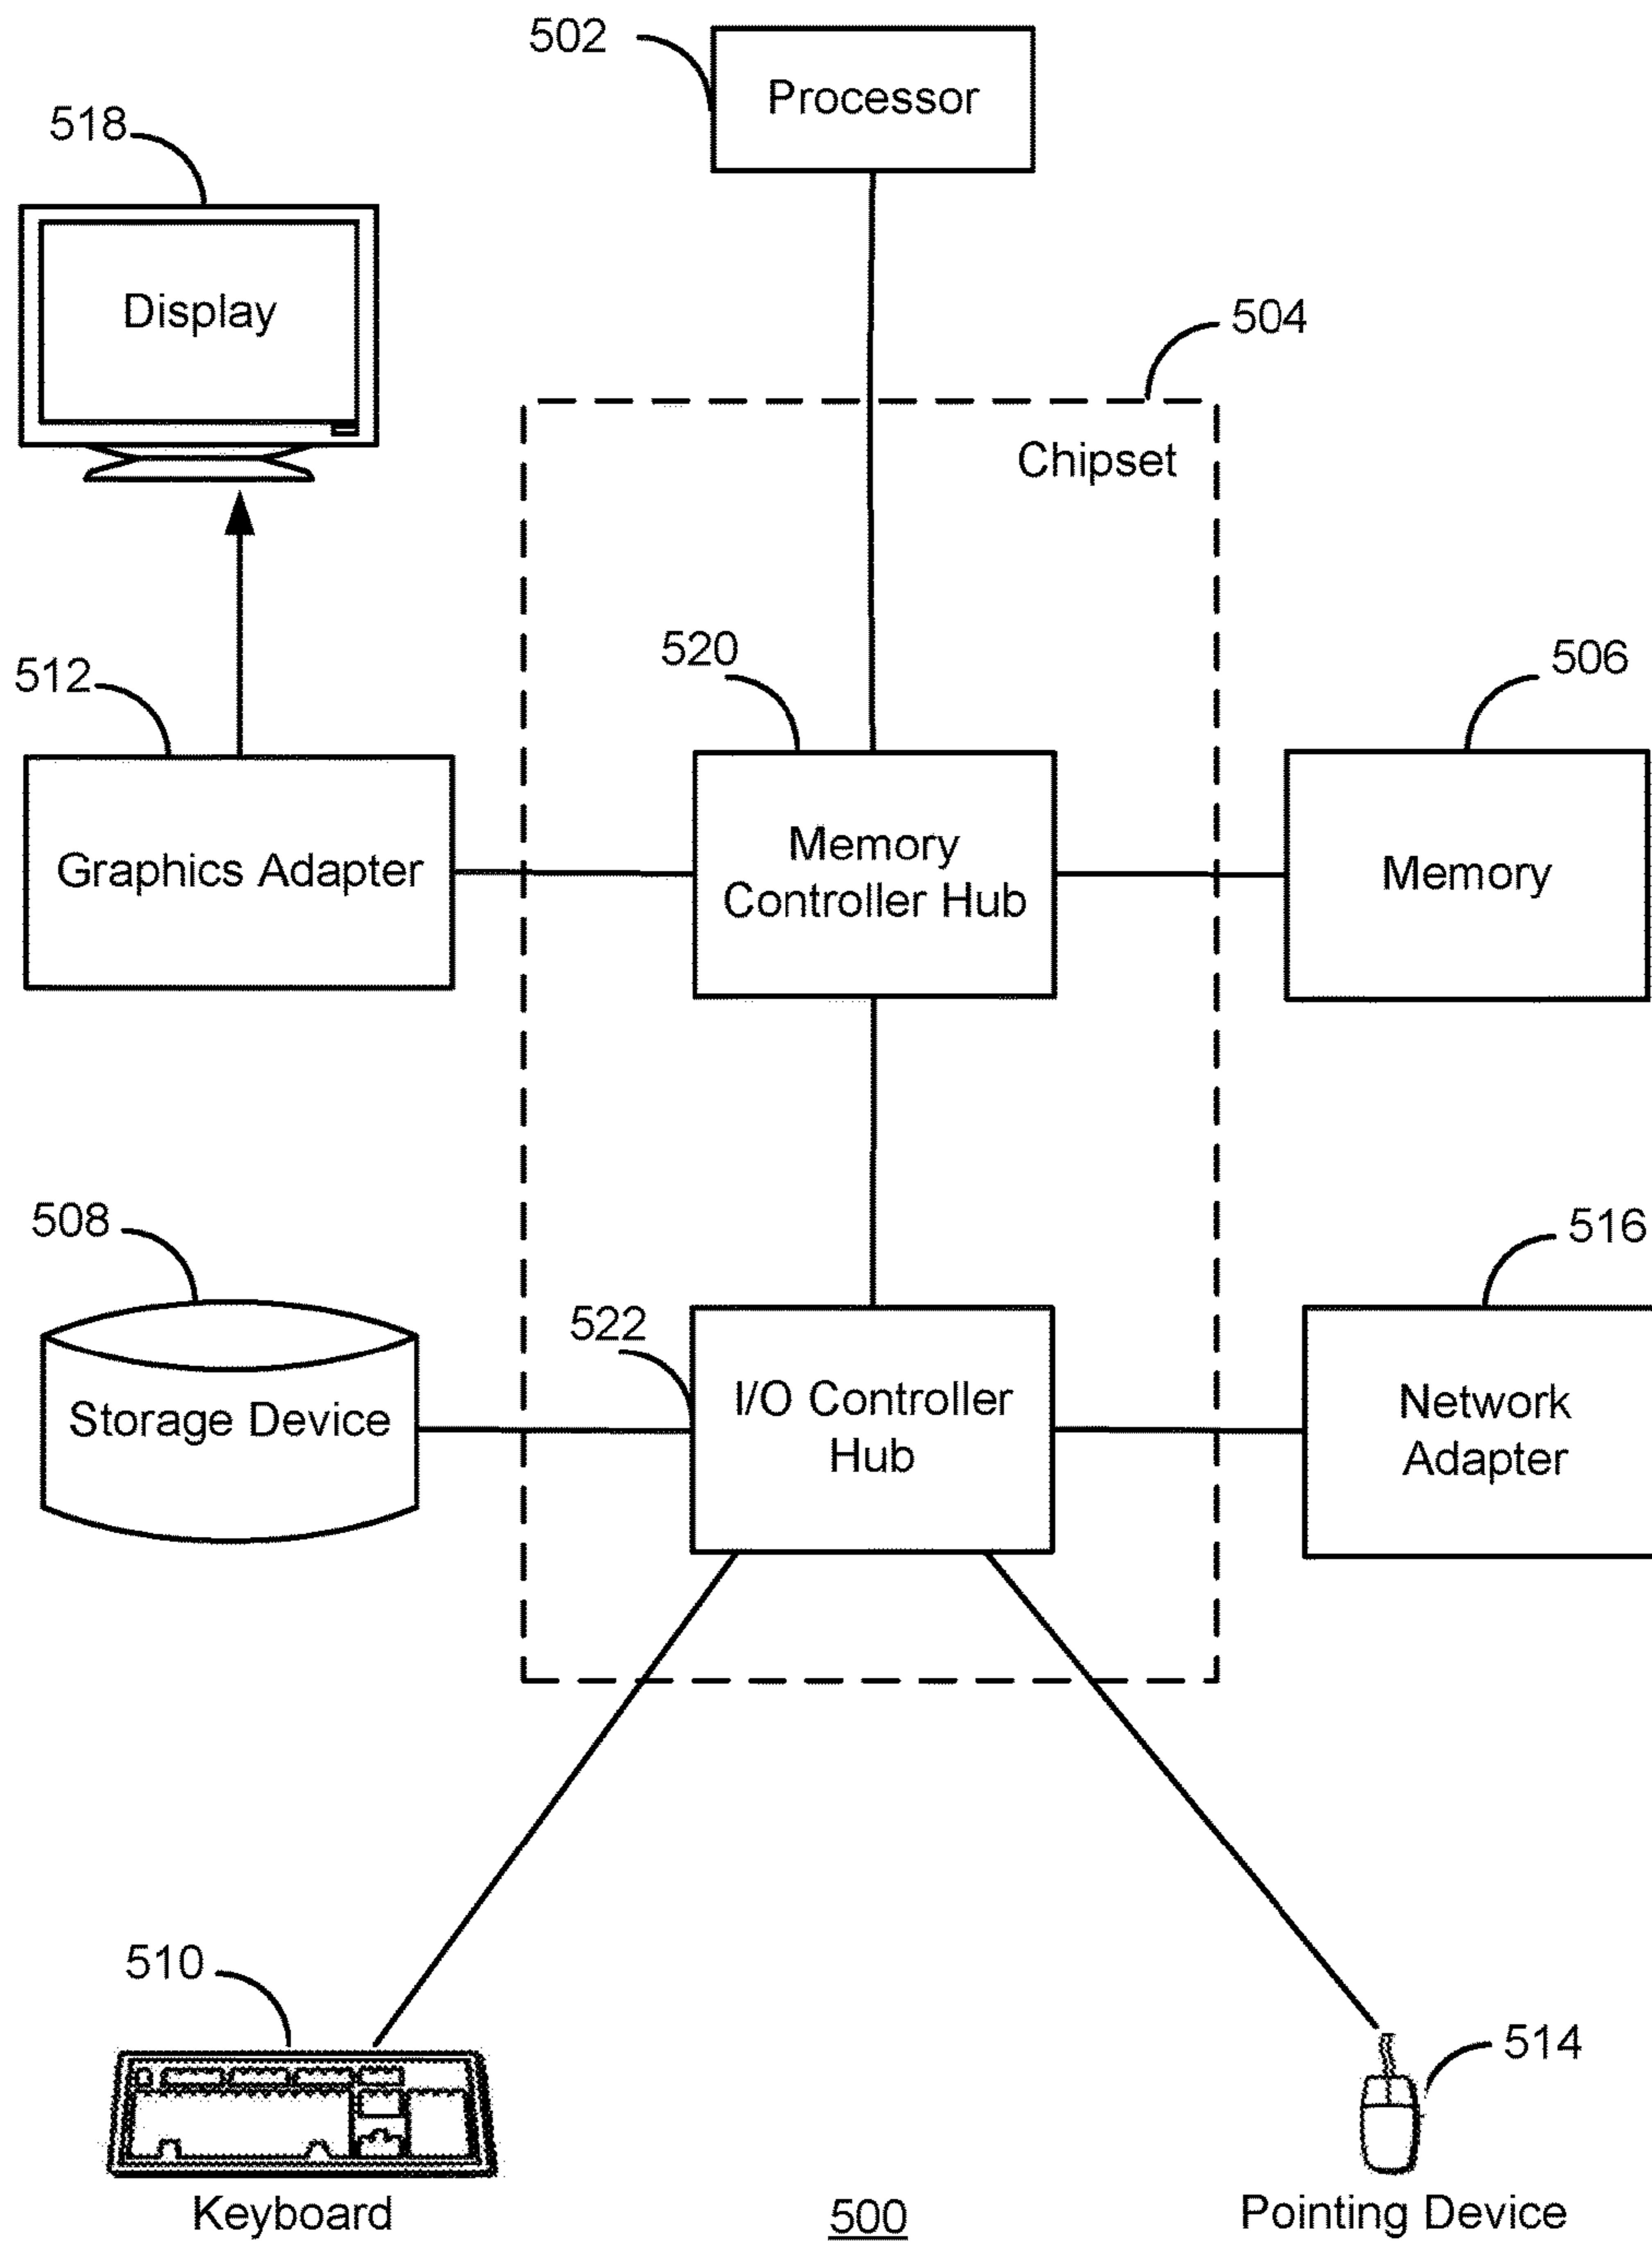 502
Processor
518
Display
504
Chipset
520
506
512
Memory
Controller Hub
Graphics Adapter
Memory
508
516
522
I/O Controller
Hub
Storage Device
Network
Adapter
510
514
Keyboard
500
Pointing Device